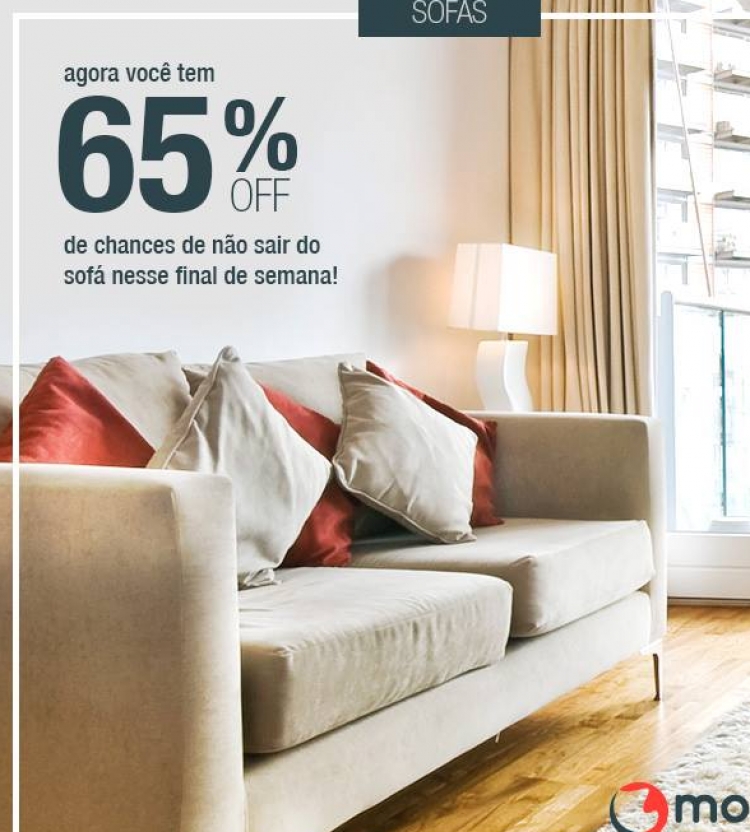 SOFÁS
agora você tem
65%
OFF
de chances de não sair do
sofá nesse final de semana!
mo